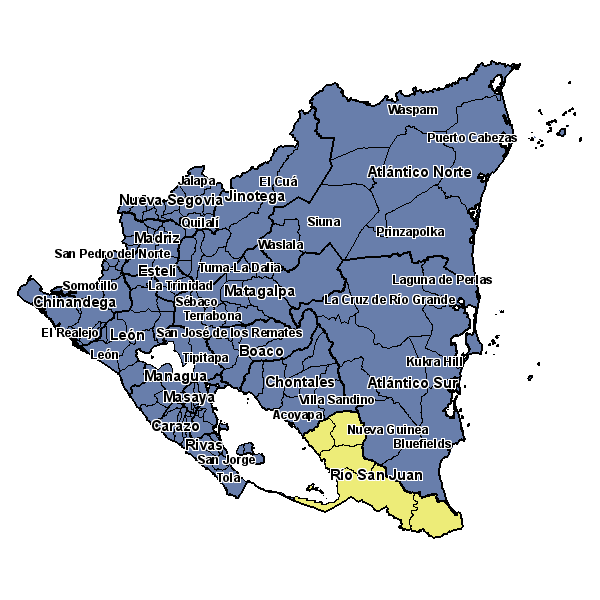 Waspam
Puerto Cabezas
Atlántico Norte
Jalapa
El Cuá
Nueva Segovia
Jinotega
Quilalí
Siuna
Prinzapolka
Madriz
Waslala
San Pedro del Norte
Estelí
Tuma-La Dalia
Laguna de Perlas
Somotillo
La Trinidad
Matagalpa
Chinandega
Sébaco
La Cruz de Río Grande
Terrabona
El Realejo
León
San José de los Remates
León
Tipitapa
Boaco
Kukra Hill
Managua
Chontales
Atlántico Sur
Masaya
Villa Sandino
Acoyapa
Carazo
Nueva Guinea
Rivas
Bluefields
San Jorge
Tola
Río San Juan